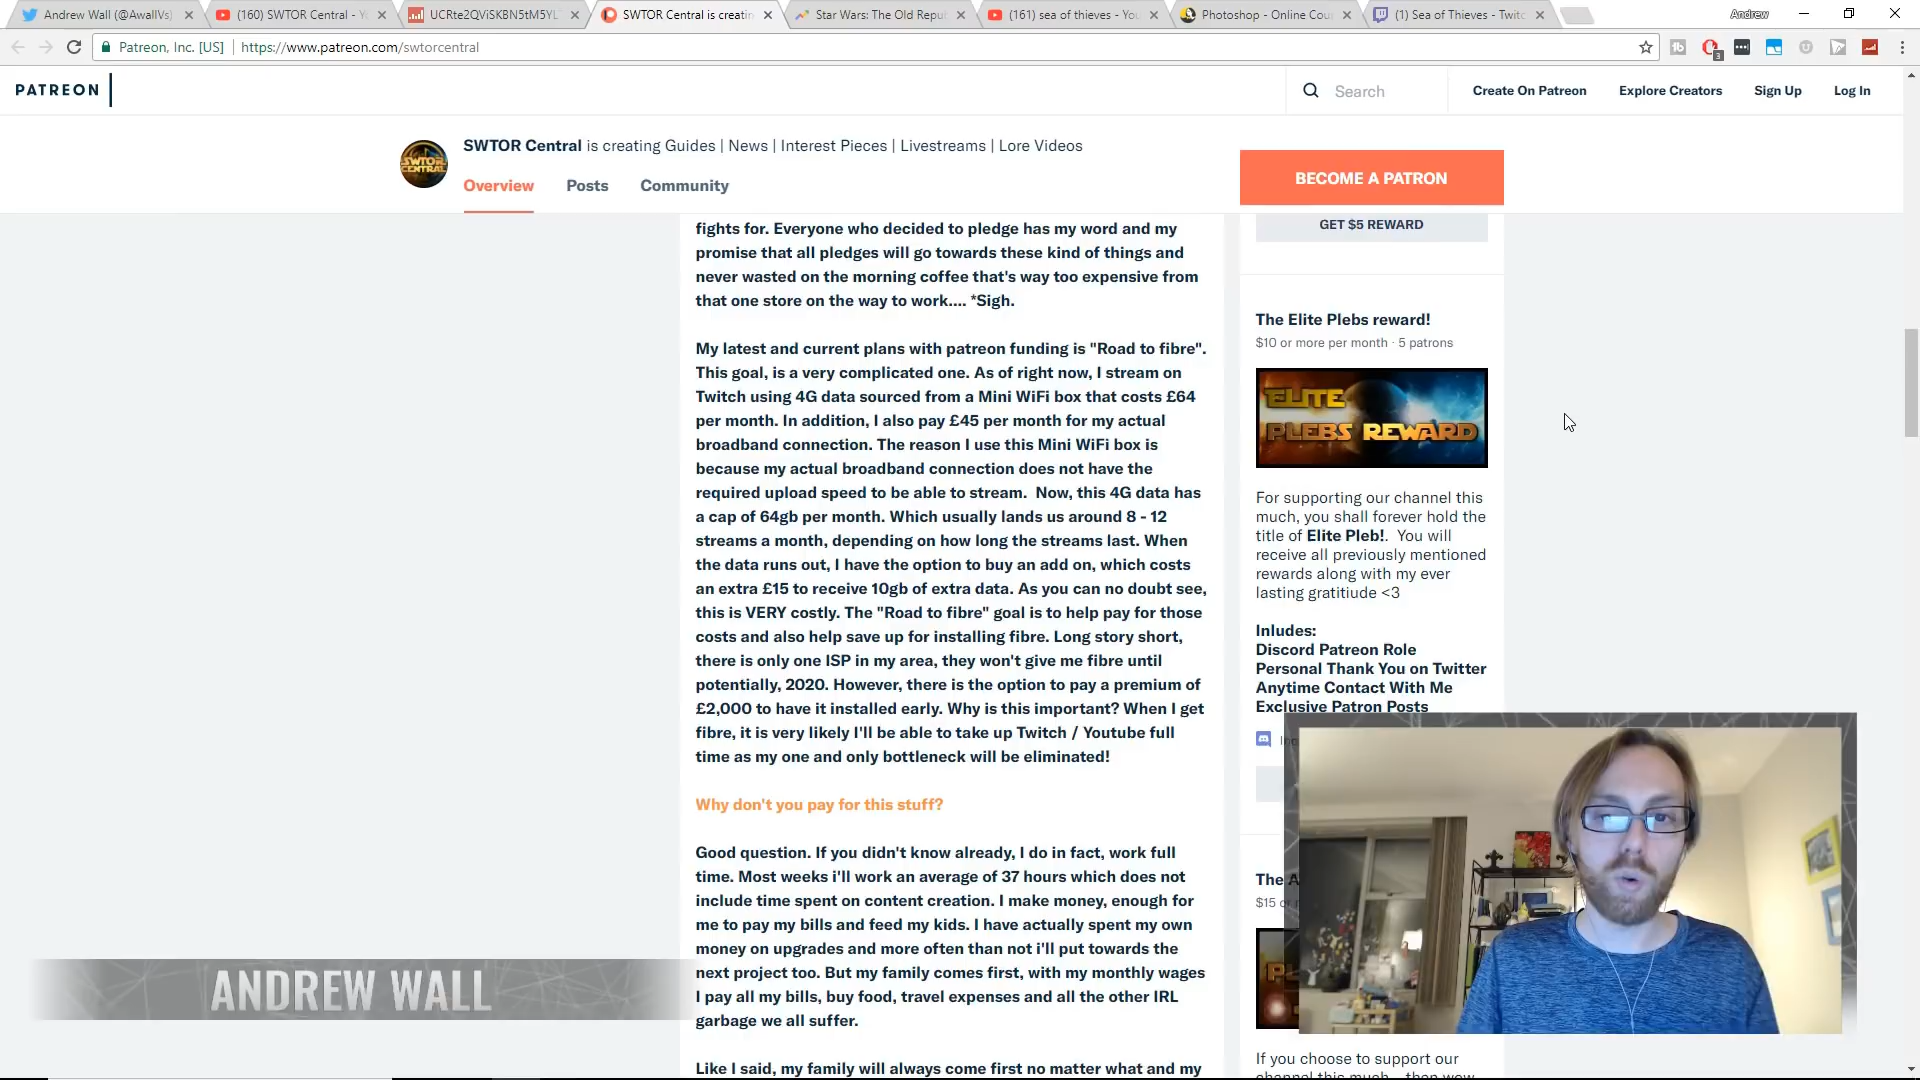 Andrew Wall (@AwallVs)
(160) SWTOR Central - Y
UCRte2QViSKBN5tM5YL
SWTOR Central is creatin
Star Wars: The Old Repu
(161) sea of thieves - You
Photoshop - Online Cou
(1) Sea of Thieves - Twitc
Andrew
Patreon, Inc. [US]
https://www.patreon.com/swtorcentral
3
PATREON
Search
Create On Patreon
Explore Creators
Sign Up
Log In
SWTOR CENTRAL
SWTOR Central is creating Guides | News | Interest Pieces | Livestreams | Lore Videos
Overview
Posts
Community
BECOME A PATRON
fights for. Everyone who decided to pledge has my word and my
promise that all pledges will go towards these kind of things and
never wasted on the morning coffee that's way too expensive from
that one store on the way to work.... *Sigh.
My latest and current plans with patreon funding is "Road to fibre".
This goal, is a very complicated one. As of right now, I stream on
Twitch using 4G data sourced from a Mini WiFi box that costs £64
per month. In addition, I also pay £45 per month for my actual
broadband connection. The reason I use this Mini WiFi box is
because my actual broadband connection does not have the
required upload speed to be able to stream.  Now, this 4G data has
a cap of 64gb per month. Which usually lands us around 8 - 12
streams a month, depending on how long the streams last. When
the data runs out, I have the option to buy an add on, which costs
an extra £15 to receive 10gb of extra data. As you can no doubt see,
this is VERY costly. The "Road to fibre" goal is to help pay for those
costs and also help save up for installing fibre. Long story short,
there is only one ISP in my area, they won't give me fibre until
potentially, 2020. However, there is the option to pay a premium of
£2,000 to have it installed early. Why is this important? When I get
fibre, it is very likely I'll be able to take up Twitch / Youtube full
time as my one and only bottleneck will be eliminated!
Why don't you pay for this stuff?
Good question. If you didn't know already, I do in fact, work full
time. Most weeks i'll work an average of 37 hours which does not
include time spent on content creation. I make money, enough for
me to pay my bills and feed my kids. I have actually spent my own
money on upgrades and more often than not i'll put towards the
next project too. But my family comes first, with my monthly wages
I pay all my bills, buy food, travel expenses and all the other IRL
garbage we all suffer.
Like I said, my family will always come first no matter what and my
GET $5 REWARD
The Elite Plebs reward!
$10 or more per month · 5 patrons
ELITE
PLEBS REWARD
For supporting our channel this
much, you shall forever hold the
title of Elite Pleb!.  You will
receive all previously mentioned
rewards along with my ever
lasting gratitiude <3
Inludes:
Discord Patreon Role
Personal Thank You on Twitter
Anytime Contact With Me
Exclusive Patron Posts
The A
$15 or
If you choose to support our
channel this much... then wow
ANDREW WALL